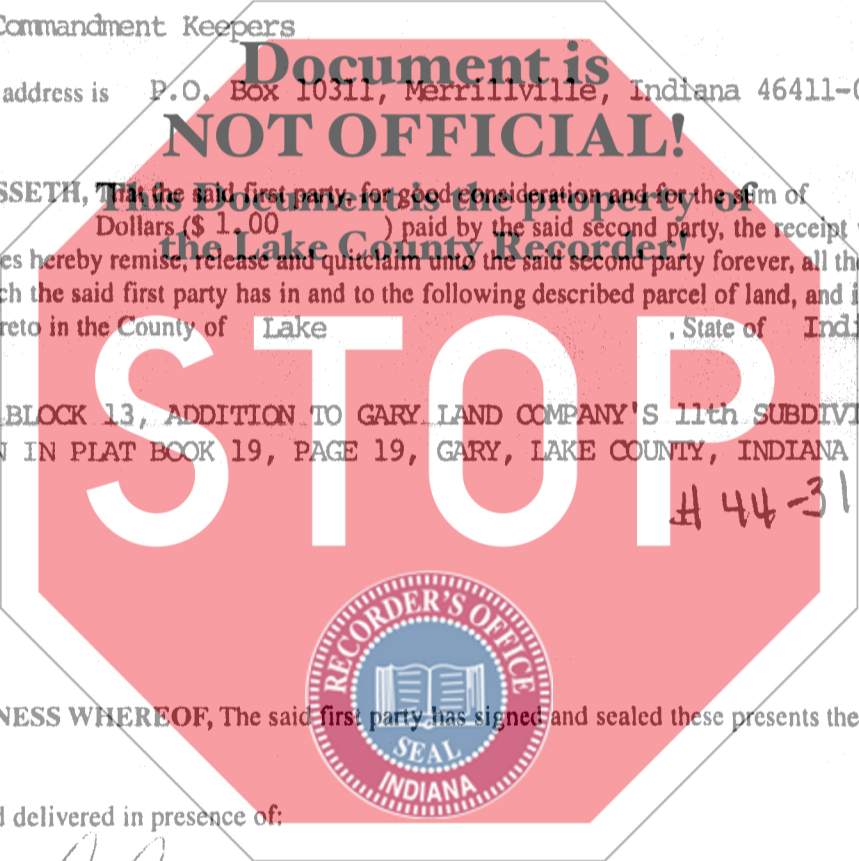 Commandment Keepers
Document is
address is P.O. Box 10311, Merrillville, Indiana 46411-0
NOT OFFICIAL!
SSETH, That the said first party, for good consideration and for the sum of
This Document is the property of
Dollars ($ 1.00 ) paid by the said second party, the receipt
the Lake County Recorder!
es hereby remise, release and quitclaim unto the said second party forever, all the
ch the said first party has in and to the following described parcel of land, and i
reto in the County of Lake , State of Indi
STOP
BLOCK 13, ADDITION TO GARY LAND COMPANY'S 11th SUBDIVI
N IN PLAT BOOK 19, PAGE 19, GARY, LAKE COUNTY, INDIANA
# 44-31
RECORDER'S OFFICE
SEAL
INDIANA
NESS WHEREOF, The said first party has signed and sealed these presents the
d delivered in presence of: